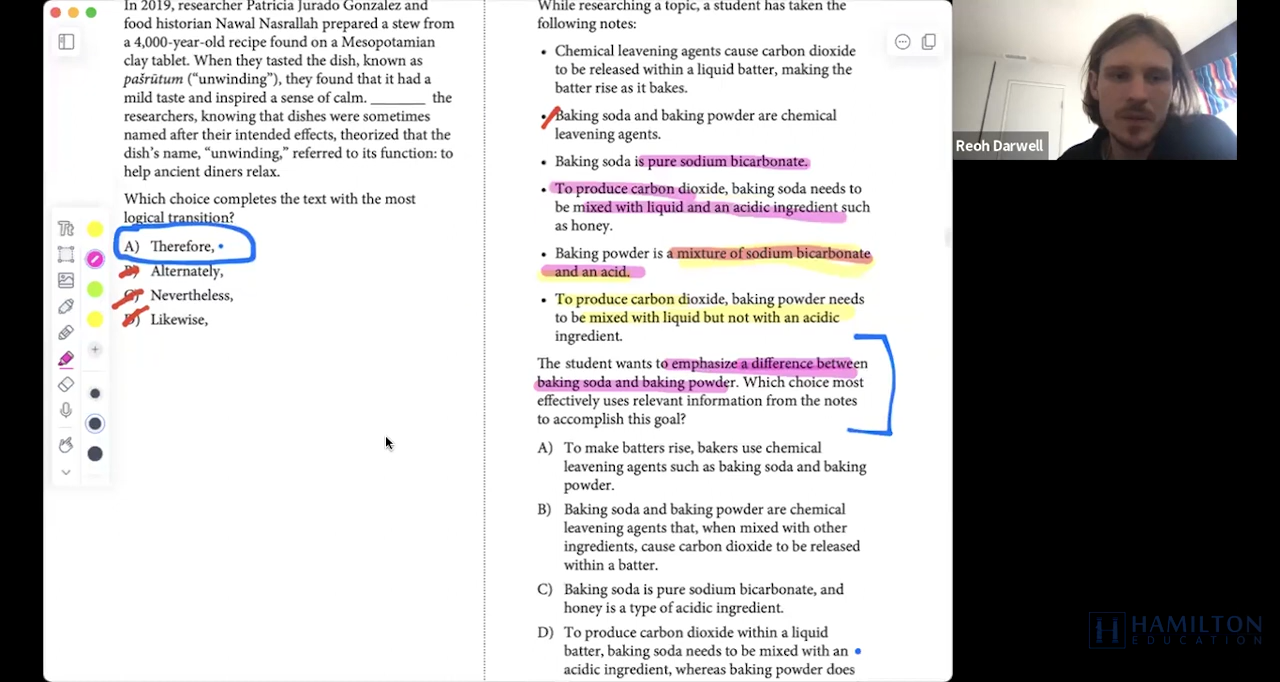 In 2019, researcher Patricia Jurado Gonzalez and
food historian Nawal Nasrallah prepared a stew from
a 4,000-year-old recipe found on a Mesopotamian
clay tablet. When they tasted the dish, known as
pašrūtum (“unwinding”), they found that it had a
mild taste and inspired a sense of calm. ________ the
researchers, knowing that dishes were sometimes
named after their intended effects, theorized that the
dish’s name, “unwinding,” referred to its function: to
help ancient diners relax.
Which choice completes the text with the most
logical transition?
A) Therefore,
B) Alternately,
C) Nevertheless,
D) Likewise,
While researching a topic, a student has taken the
following notes:
• Chemical leavening agents cause carbon dioxide
to be released within a liquid batter, making the
batter rise as it bakes.
• Baking soda and baking powder are chemical
leavening agents.
• Baking soda is pure sodium bicarbonate.
• To produce carbon dioxide, baking soda needs to
be mixed with liquid and an acidic ingredient such
as honey.
• Baking powder is a mixture of sodium bicarbonate
and an acid.
• To produce carbon dioxide, baking powder needs
to be mixed with liquid but not with an acidic
ingredient.
The student wants to emphasize a difference between
baking soda and baking powder. Which choice most
effectively uses relevant information from the notes
to accomplish this goal?
A) To make batters rise, bakers use chemical
leavening agents such as baking soda and baking
powder.
B) Baking soda and baking powder are chemical
leavening agents that, when mixed with other
ingredients, cause carbon dioxide to be released
within a batter.
C) Baking soda is pure sodium bicarbonate, and
honey is a type of acidic ingredient.
D) To produce carbon dioxide within a liquid
batter, baking soda needs to be mixed with an
acidic ingredient, whereas baking powder does
Reoh Darwell
HAMILTON
EDUCATION
Tt